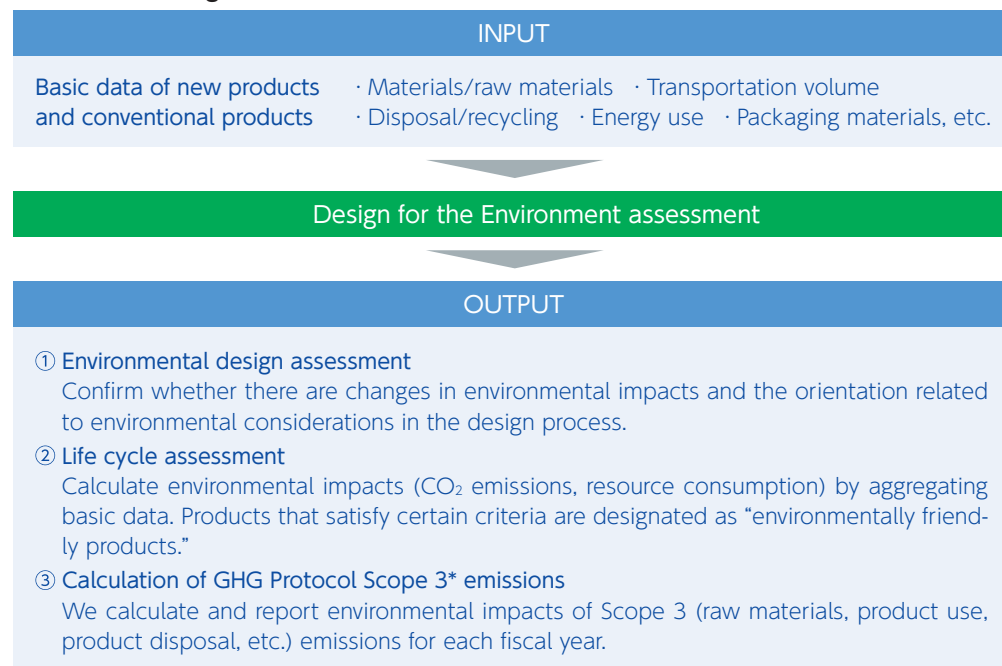 INPUT
Basic data of new products · Materials/raw materials · Transportation volume
and conventional products · Disposal/recycling · Energy use · Packaging materials, etc.
Design for the Environment assessment
OUTPUT
① Environmental design assessment
Confirm whether there are changes in environmental impacts and the orientation related
to environmental considerations in the design process.
② Life cycle assessment
Calculate environmental impacts (CO₂ emissions, resource consumption) by aggregating
basic data. Products that satisfy certain criteria are designated as “environmentally friend-
ly products.”
③ Calculation of GHG Protocol Scope 3* emissions
We calculate and report environmental impacts of Scope 3 (raw materials, product use,
product disposal, etc.) emissions for each fiscal year.